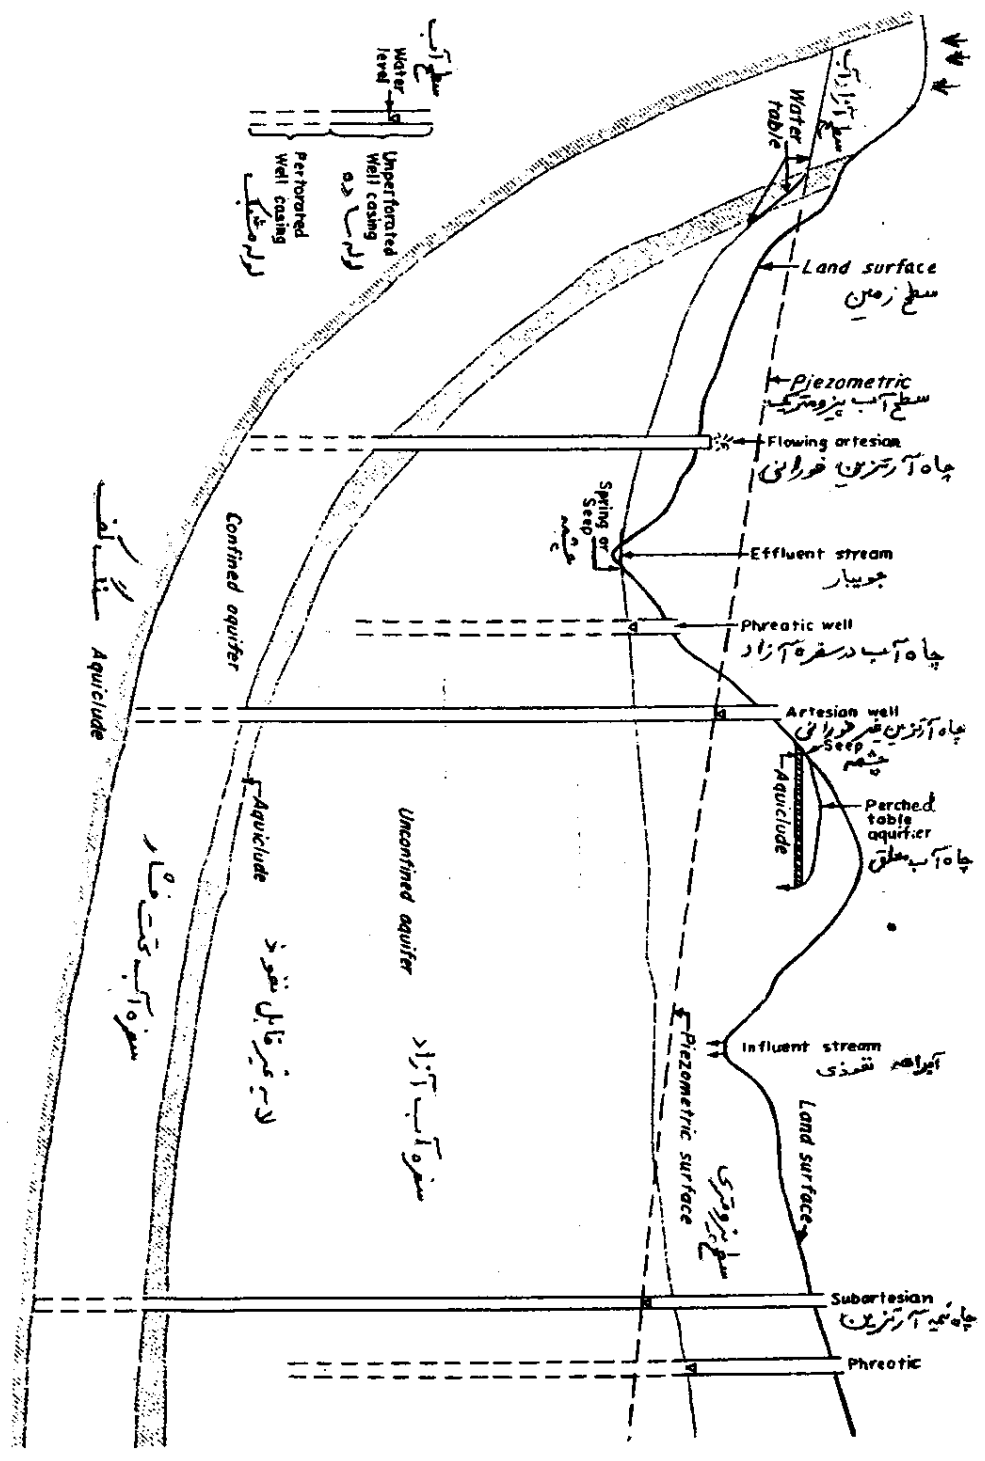 سطح آب
Water
level
Unperforated
Well casing
لوله ساده
Perforated
Well casing
لوله مشبک
سطح آزاد آب
Water
table
Land surface
سطح زمین
Piezometric
سطح آب پیزومتریک
Flowing artesian
چاه آرتزین فورانی
Spring or
Seep
چشمه
Effluent stream
جویبار
Phreatic well
چاه آب در سفره آزاد
Artesian well
چاه آرتزین غیر فورانی
Seep
چشمه
Aquiclude
Perched
table
aquifier
چاه آب معلق
Confined aquifer
سنگ کف
Aquiclude
Aquiclude
لایه غیر قابل نفوذ
سفره آب تحت فشار
Unconfined aquifer
سفره آب آزاد
Influent stream
آبراهه نفوذی
Piezometric surface
سطح پیزومتری
Land surface
Subartesian
چاه نیمه آرتزین
Phreatic